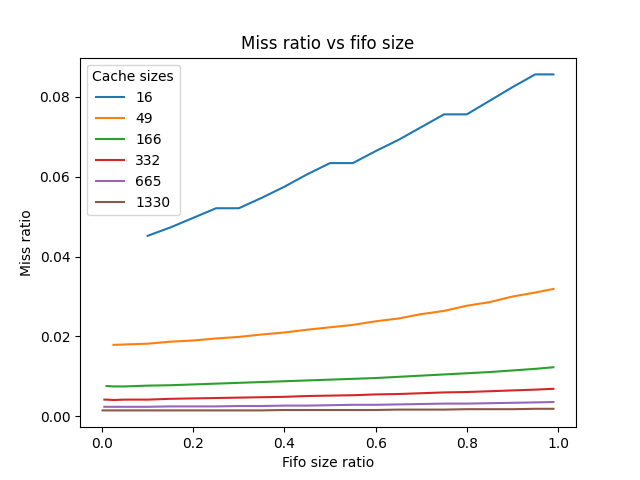 Miss ratio vs fifo size
Cache sizes
16
49
166
332
665
1330
0.08
0.06
0.04
0.02
0.00
Miss ratio
0.0 0.2 0.4 0.6 0.8 1.0
Fifo size ratio